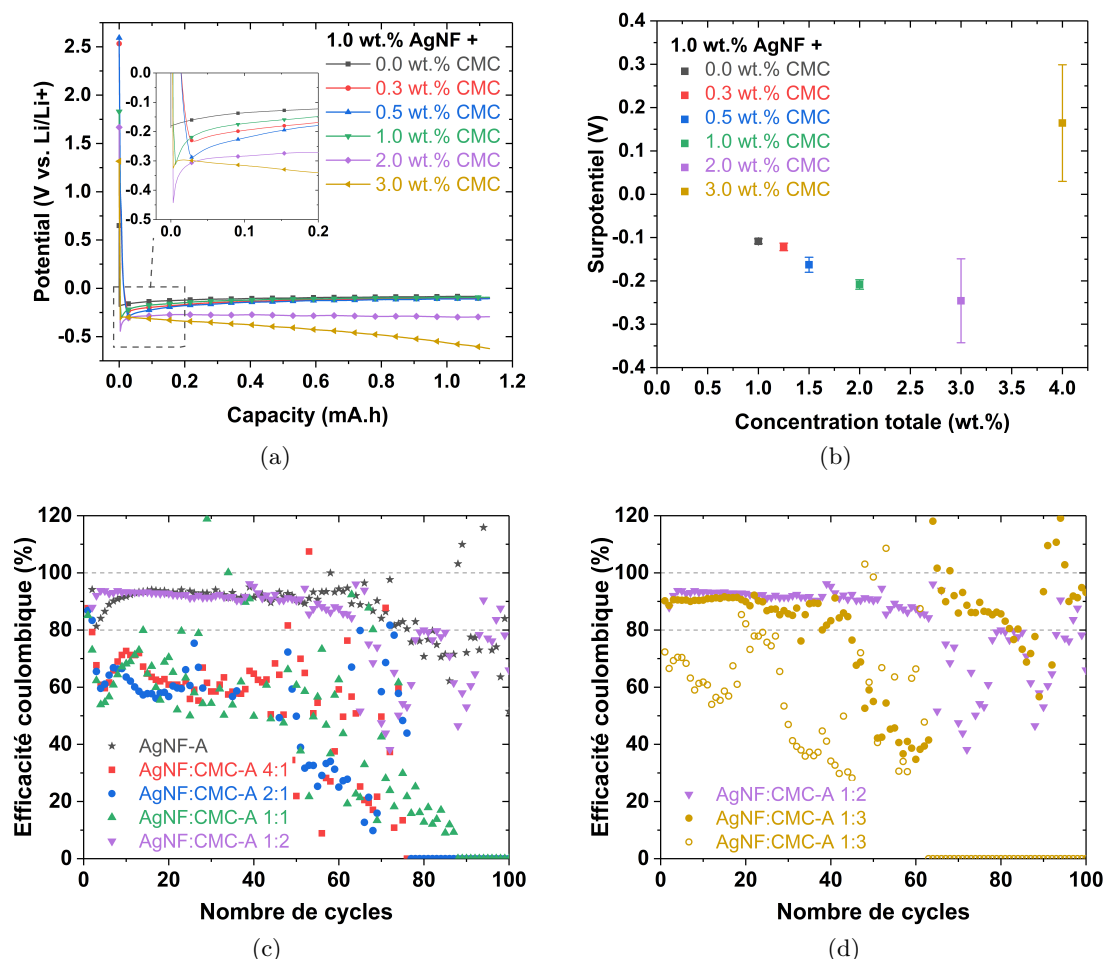 2.5
2.0
1.5
1.0
0.5
0.0
-0.5
Potential (V vs. Li/Li+)
0.0 0.2 0.4 0.6 0.8 1.0 1.2
Capacity (mA.h)
1.0 wt.% AgNF +
0.0 wt.% CMC
0.3 wt.% CMC
0.5 wt.% CMC
1.0 wt.% CMC
2.0 wt.% CMC
3.0 wt.% CMC
0.0
-0.1
-0.2
-0.3
-0.4
-0.5
0.0 0.1 0.2
(a)
0.4
0.3
0.2
0.1
0.0
-0.1
-0.2
-0.3
-0.4
Surpotentiel (V)
1.0 wt.% AgNF +
0.0 wt.% CMC
0.3 wt.% CMC
0.5 wt.% CMC
1.0 wt.% CMC
2.0 wt.% CMC
3.0 wt.% CMC
0.0 0.5 1.0 1.5 2.0 2.5 3.0 3.5 4.0
Concentration totale (wt.%)
(b)
120
100
80
60
40
20
0
Efficacité coulombique (%)
AgNF-A
AgNF:CMC-A 4:1
AgNF:CMC-A 2:1
AgNF:CMC-A 1:1
AgNF:CMC-A 1:2
0 20 40 60 80 100
Nombre de cycles
(c)
120
100
80
60
40
20
0
Efficacité coulombique (%)
AgNF:CMC-A 1:2
AgNF:CMC-A 1:3
AgNF:CMC-A 1:3
0 20 40 60 80 100
Nombre de cycles
(d)